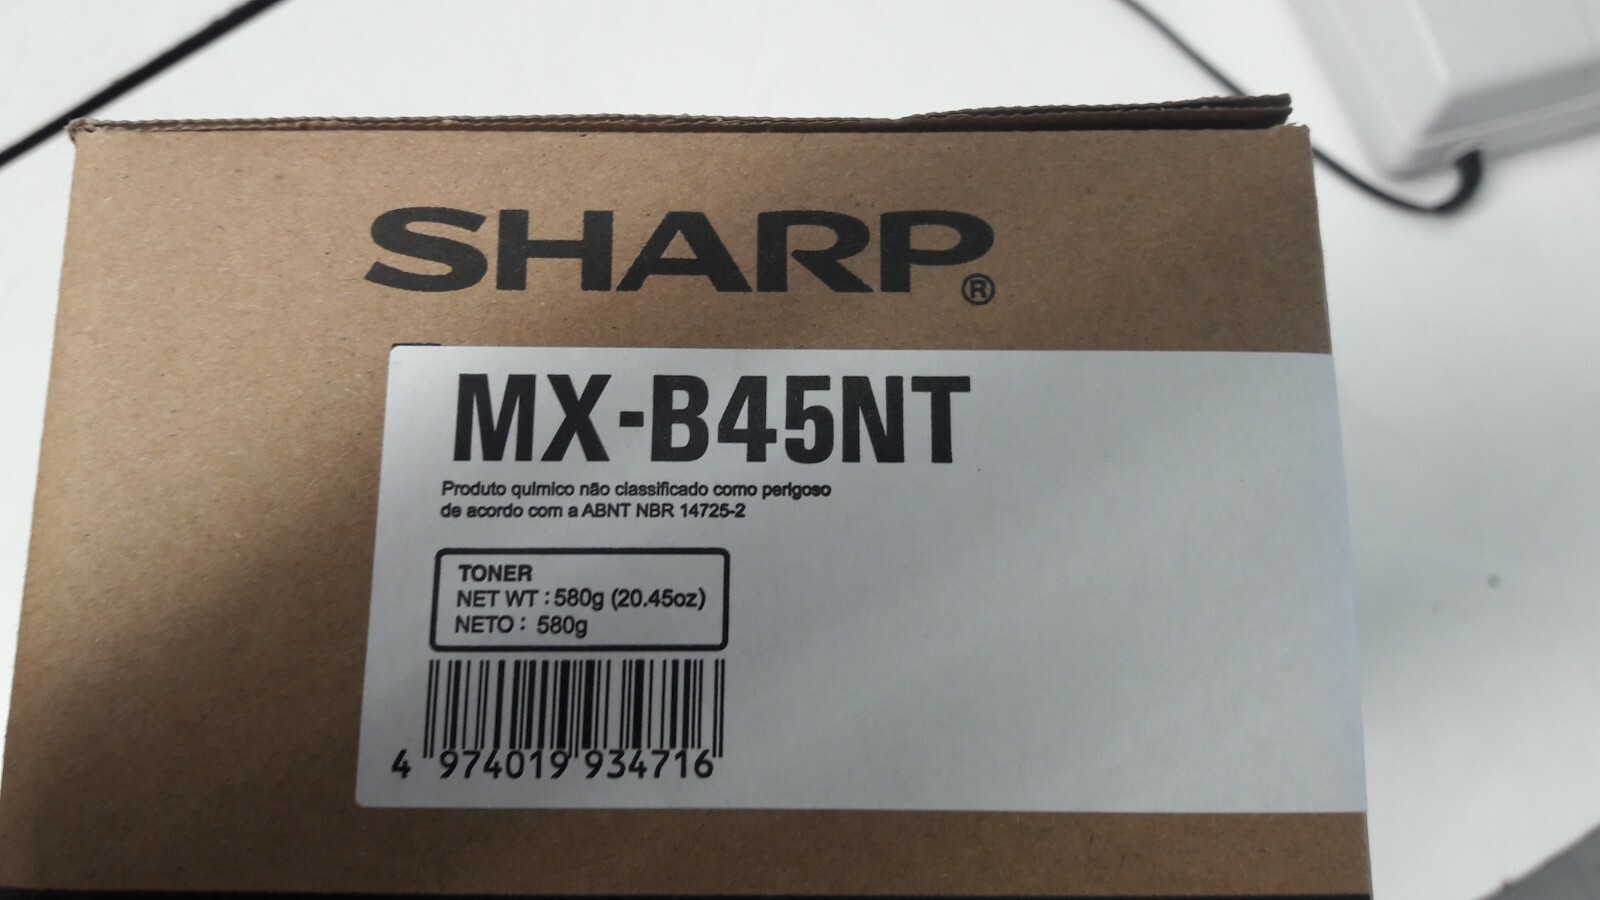 SHARP®
MX-B45NT
Produto químico não classificado como perigoso
de acordo com a ABNT NBR 14725-2
TONER
NET WT : 580g (20.45oz)
NETO : 580g
4 974019 934716